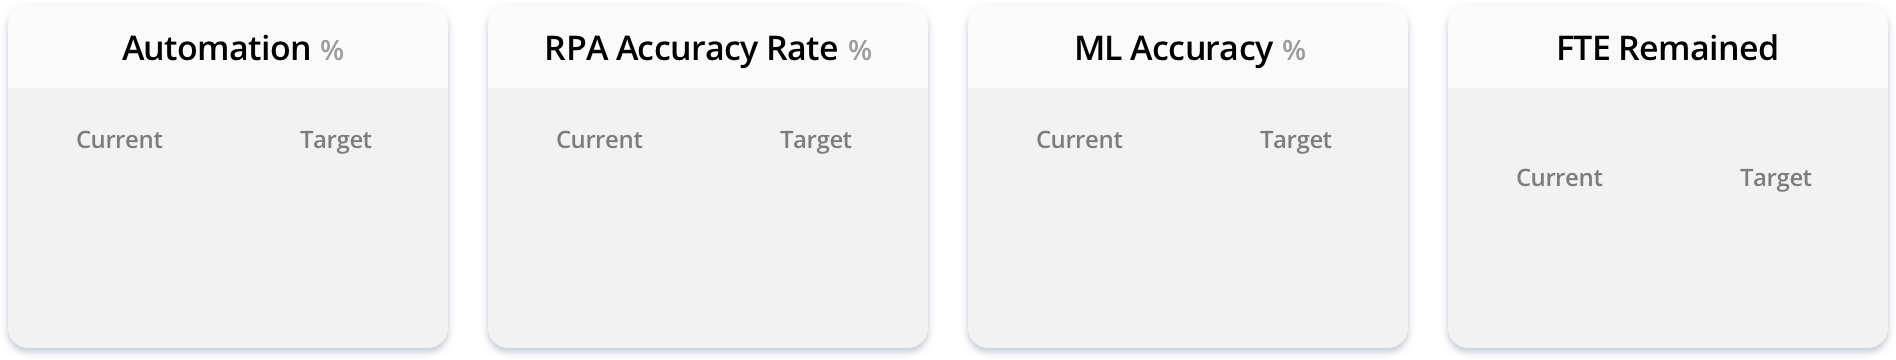 Automation %
Current Target
RPA Accuracy Rate %
Current Target
ML Accuracy %
Current Target
FTE Remained
Current Target